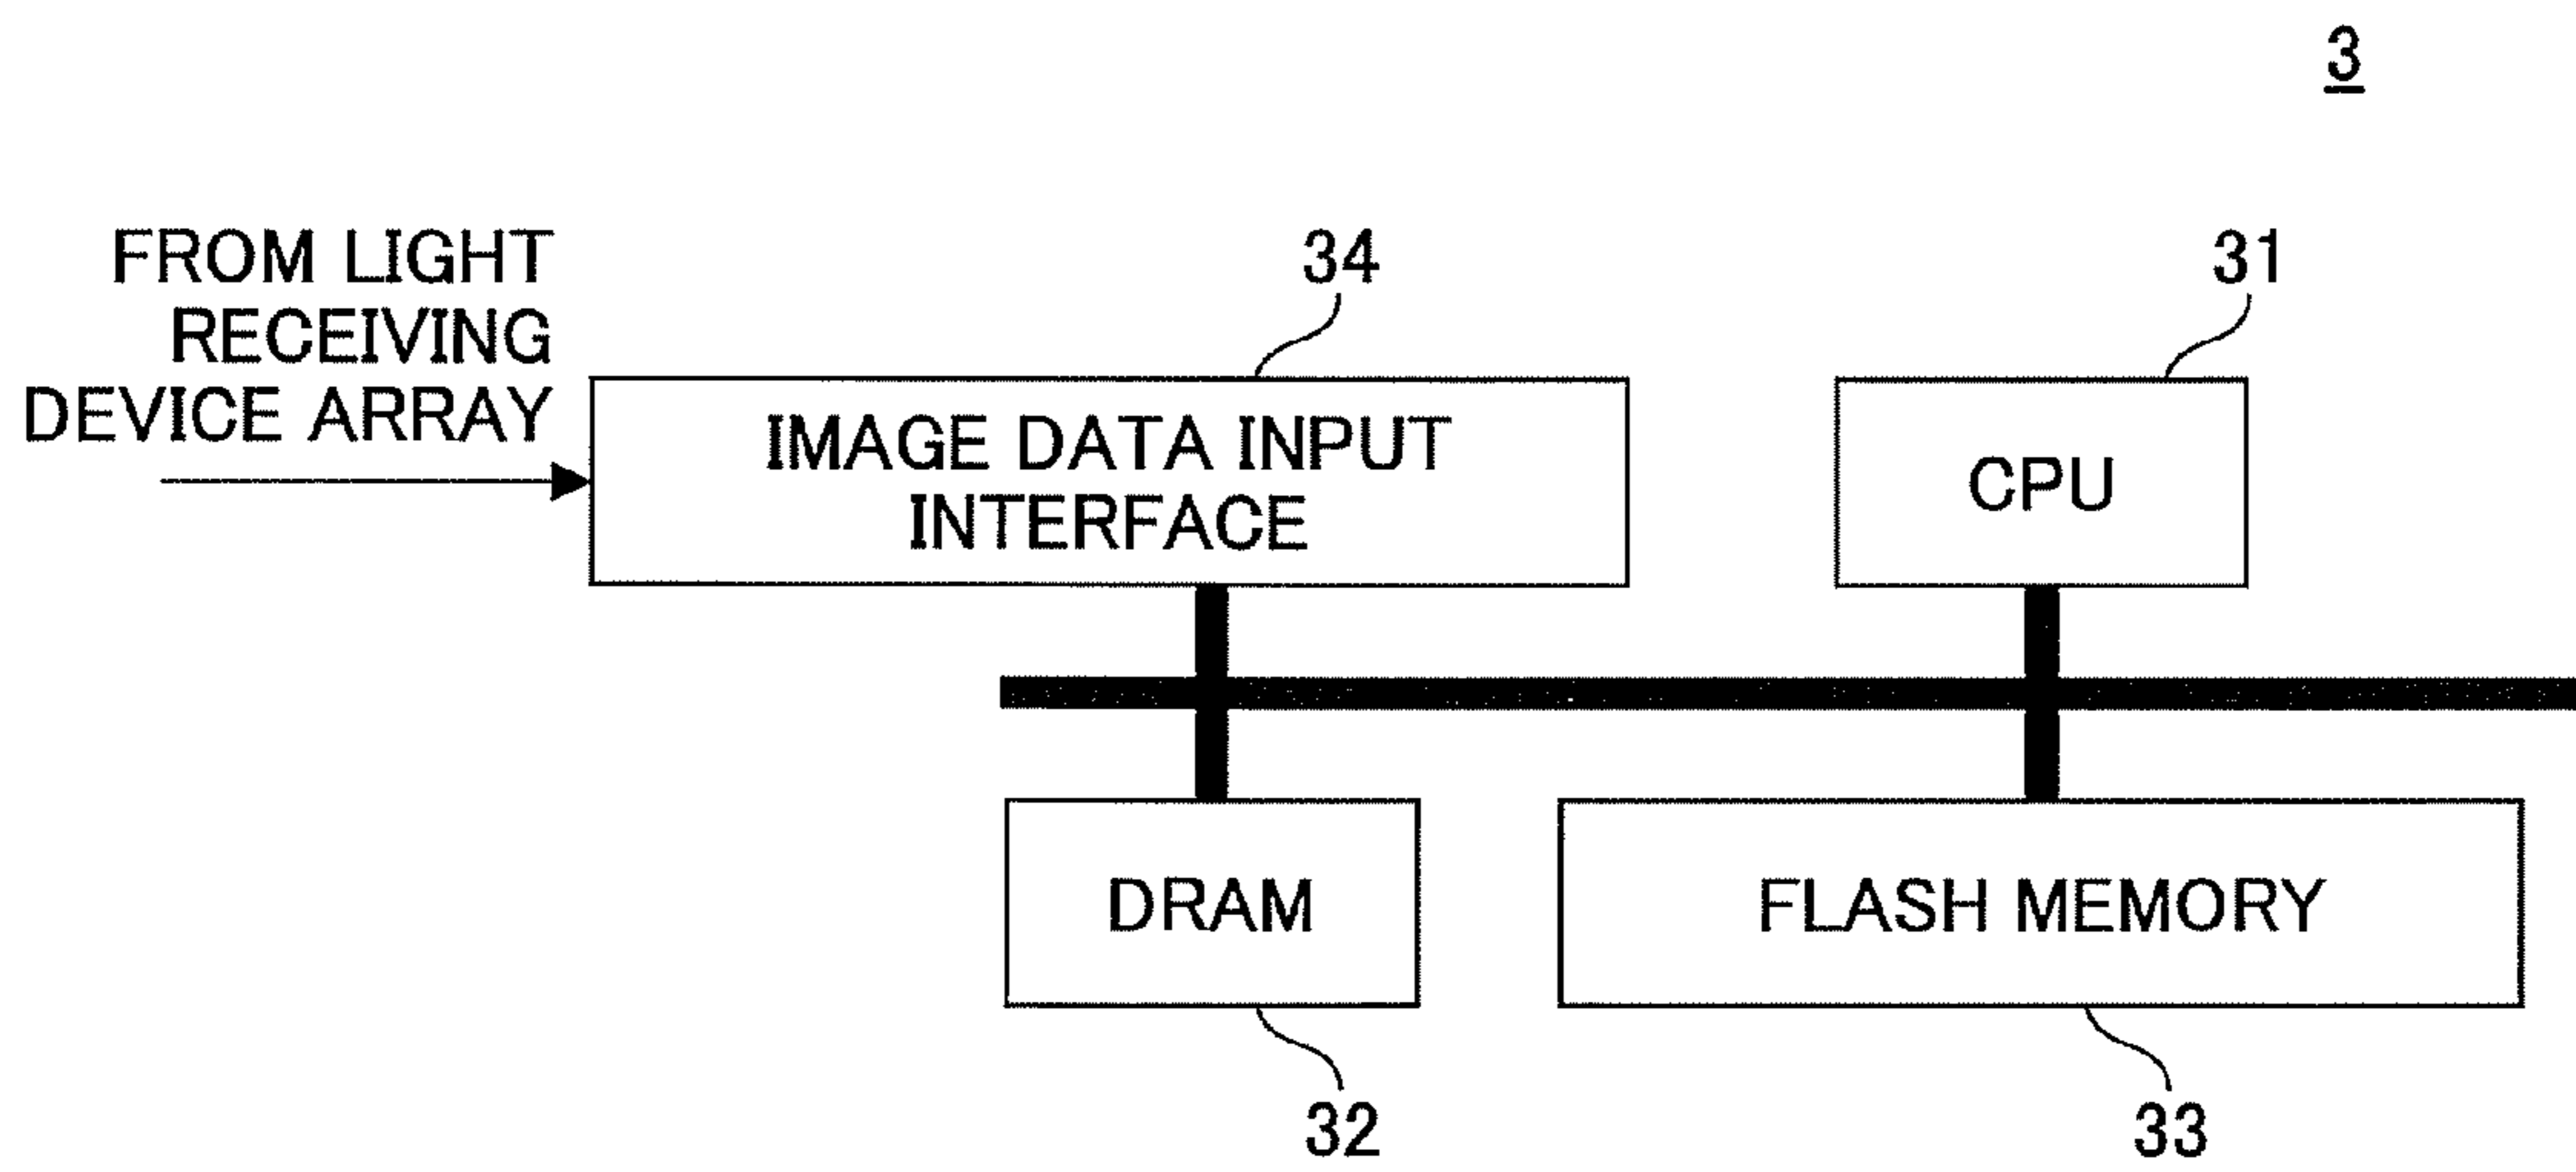 3
FROM LIGHT
RECEIVING
DEVICE ARRAY
34
31
IMAGE DATA INPUT
INTERFACE
CPU
DRAM
FLASH MEMORY
32
33